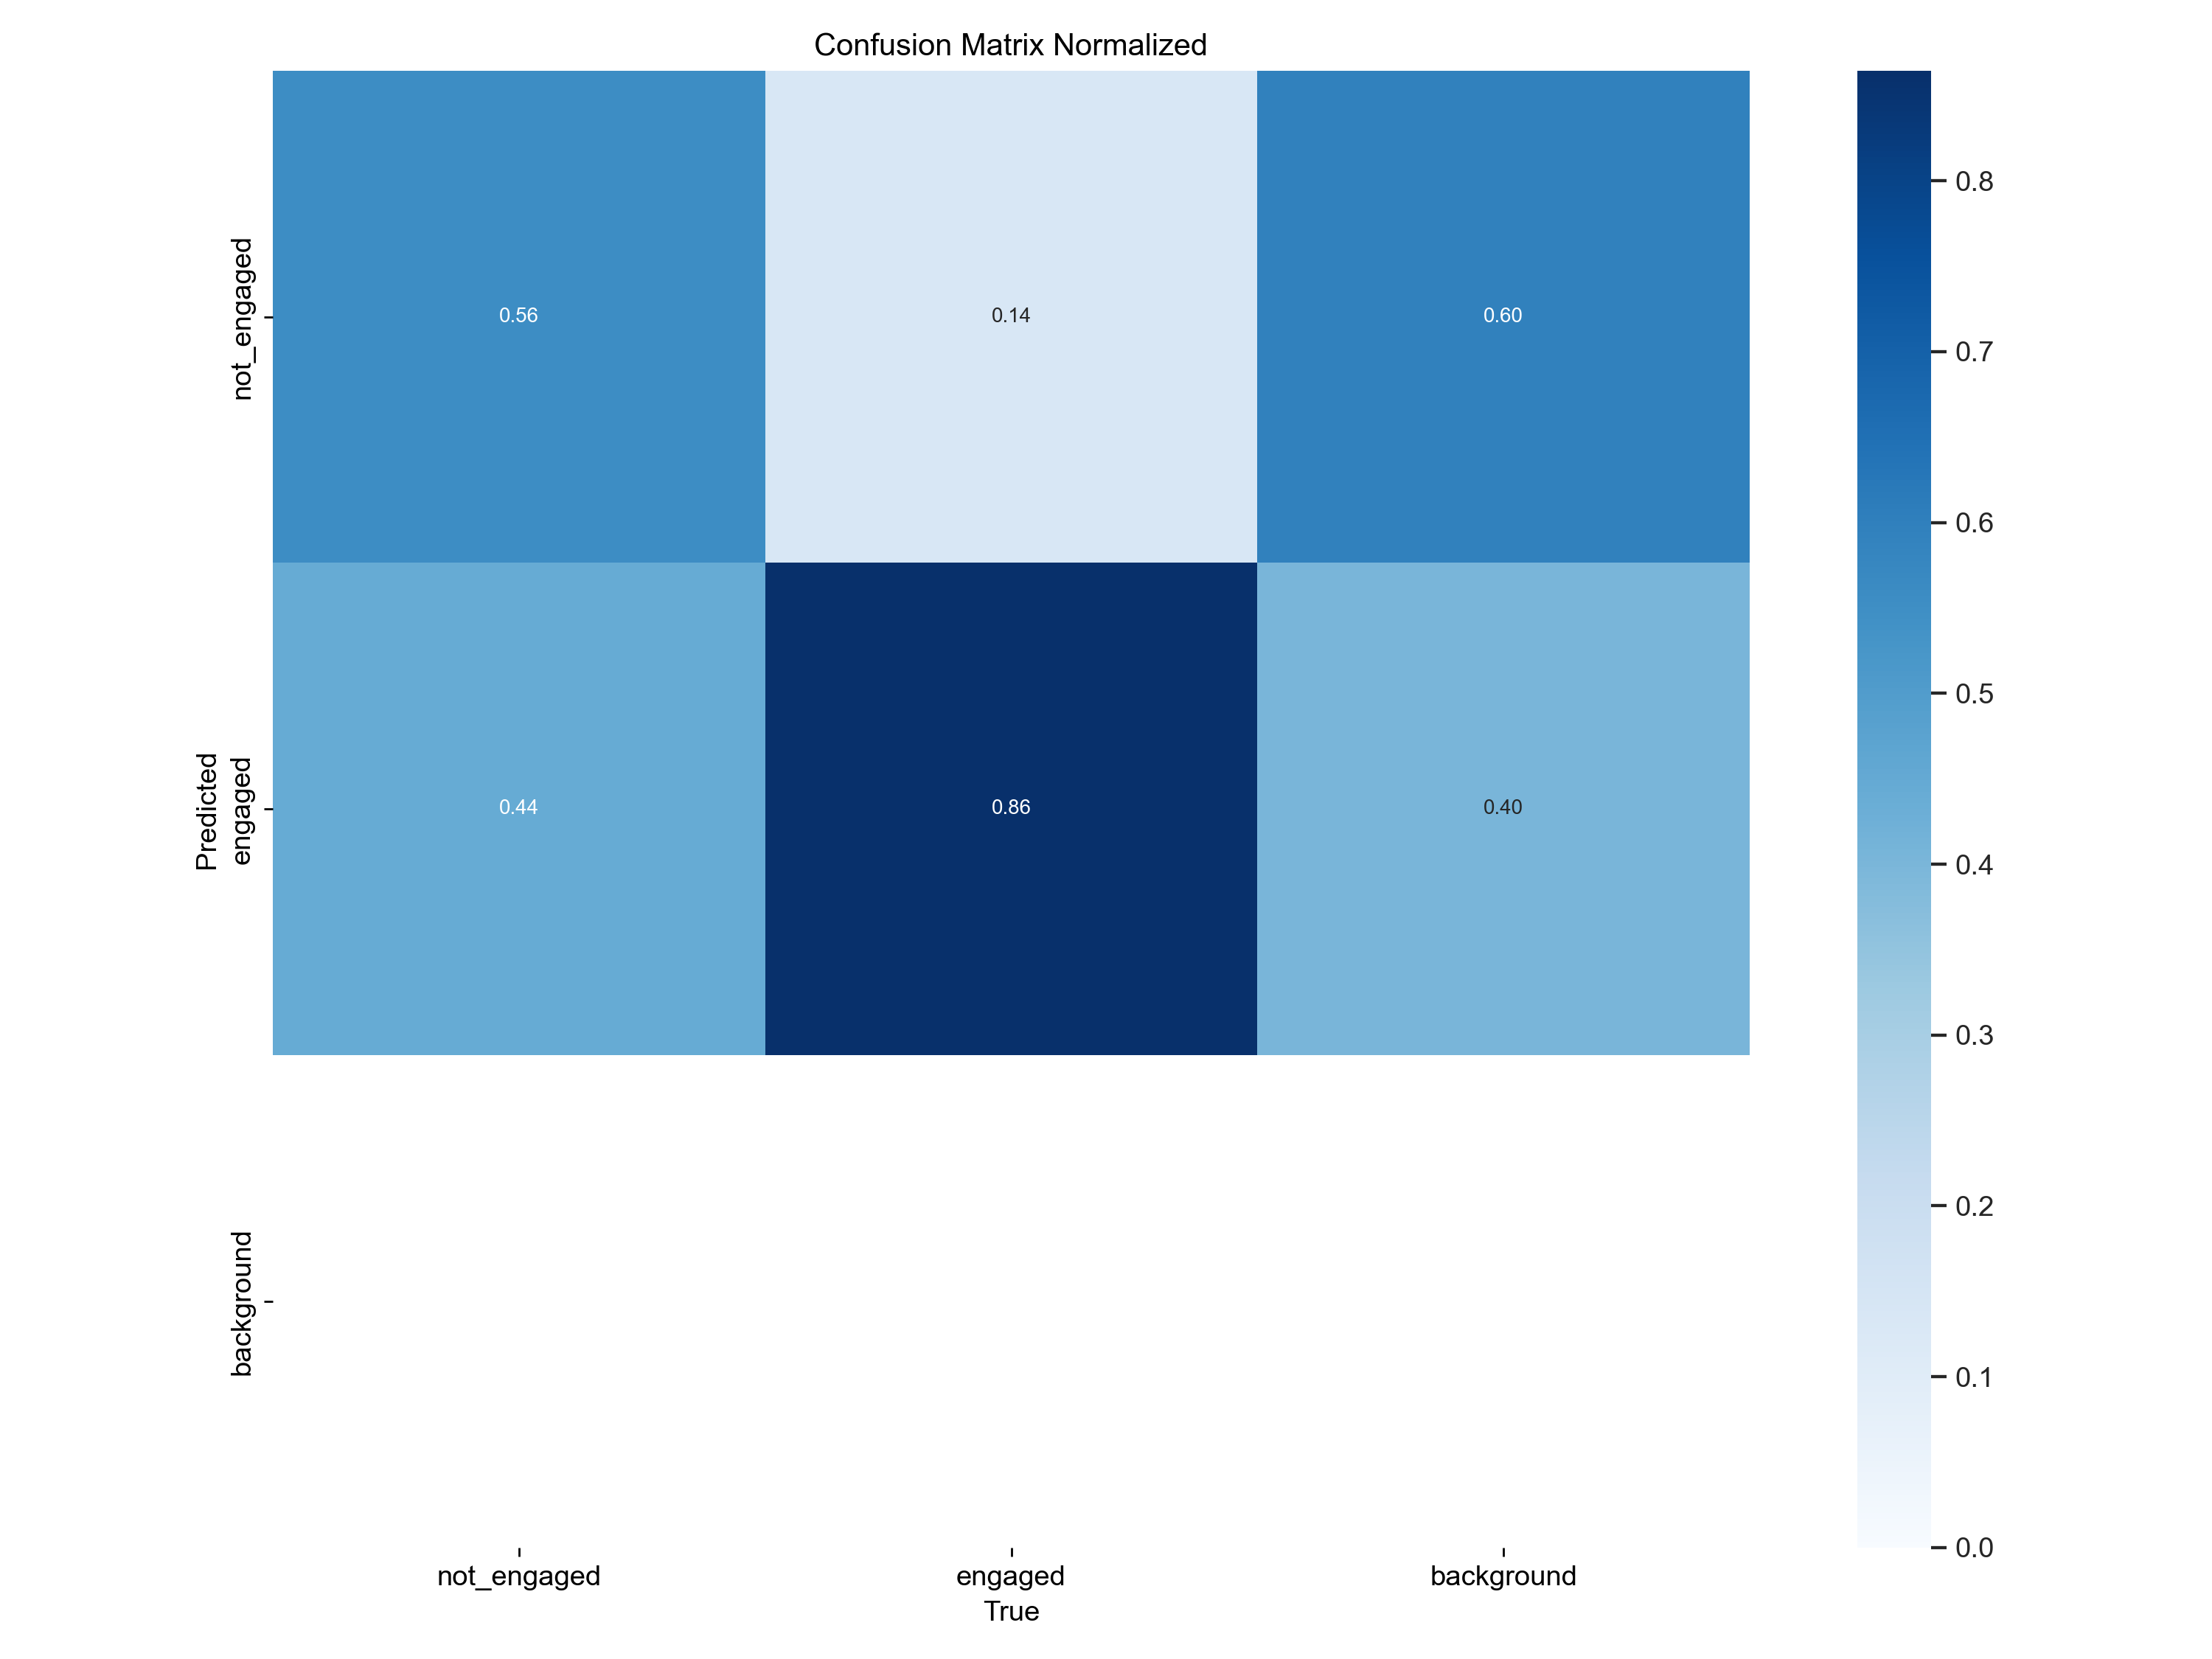 Confusion Matrix Normalized
not_engaged
0.56
0.14
0.60
Predicted
engaged
0.44
0.86
0.40
background
not_engaged
engaged
background
True
0.8
0.7
0.6
0.5
0.4
0.3
0.2
0.1
0.0